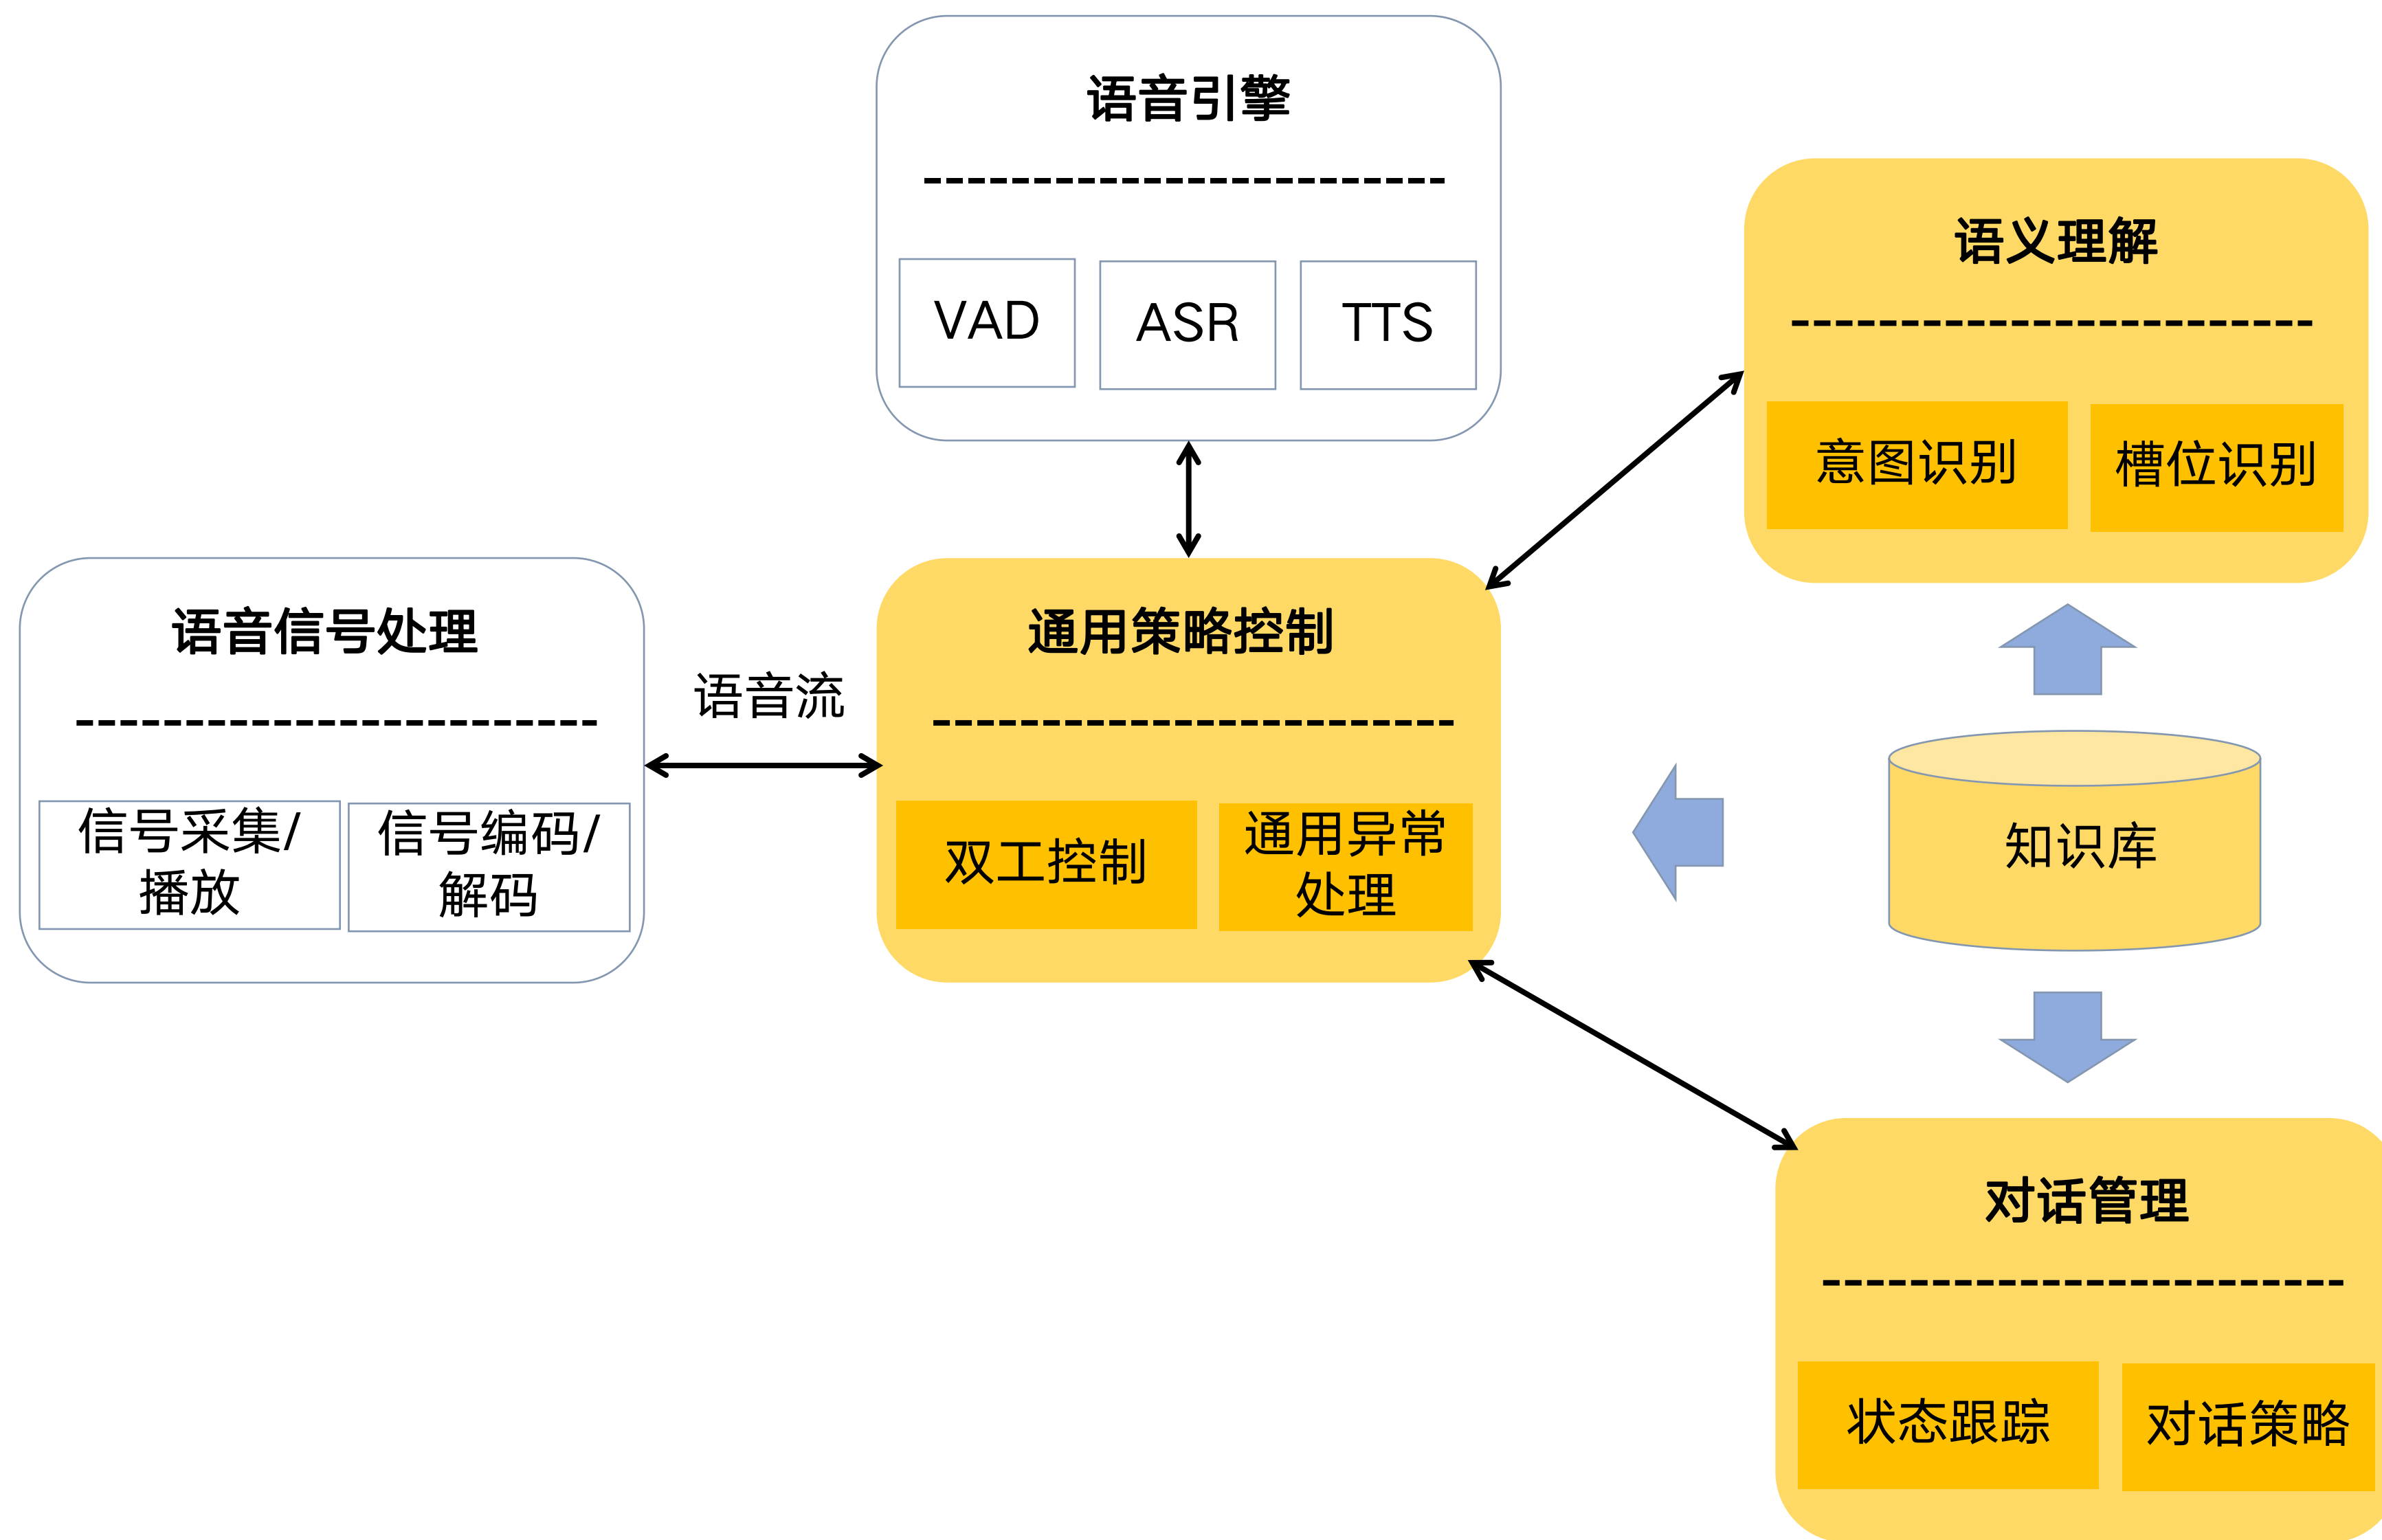 语音引擎
VAD
ASR
TTS
语义理解
意图识别
槽位识别
语音信号处理
信号采集/
播放
信号编码/
解码
语音流
通用策略控制
双工控制
通用异常
处理
知识库
对话管理
状态跟踪
对话策略